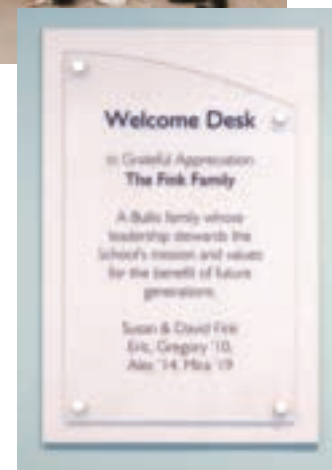 Welcome Desk
in Grateful Appreciation
The Fink Family
A Bullis family whose
leadership stewards the
School's mission and values
for the benefit of future
generations.
Susan & David Fink
Eric, Gregory '10,
Alex '14, Mira '19